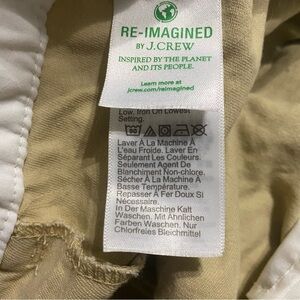 RE-IMAGINED
BY J.CREW
INSPIRED BY THE PLANET
AND ITS PEOPLE.
Learn more at
jcrew.com/reimagined
Low. Iron On Lowest
Setting.
Laver À La Machine À
L'eau Froide. Laver En
Séparant Les Couleurs.
Seulement Agent De
Blanchiment Non-chlore.
Sécher À La Machine À
Basse Température.
Repasser À Fer Doux Si
Nécessaire.
In Der Maschine Kalt
Waschen. Mit Ähnlichen
Farben Waschen. Nur
Chlorfreies Bleichmittel